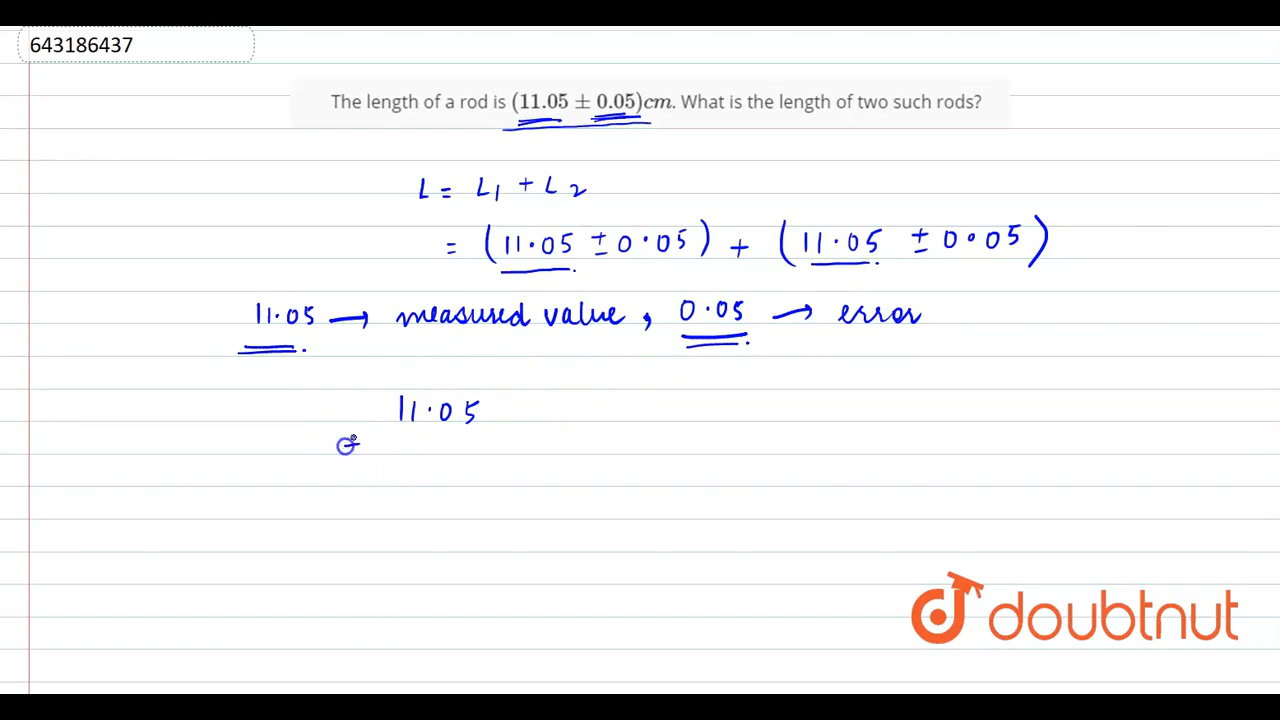 643186437
The length of a rod is (11.05 ± 0.05)cm. What is the length of two such rods?
L = L1 + L2
= (11.05 ± 0.05) + (11.05 ± 0.05)
11.05 → measured value, 0.05 → error
11.05
doubtnut